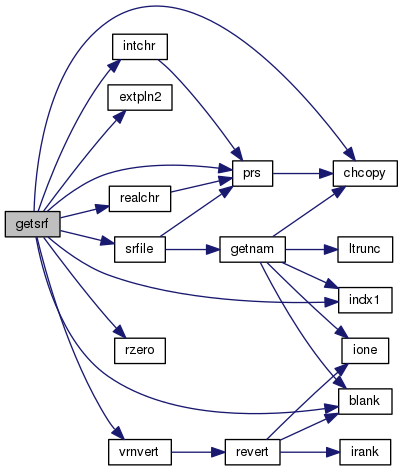 intchr
extpln2
prs
chcopy
realchr
getsrf
srfile
getnam
ltrunc
indx1
rzero
ione
blank
vrnvert
revert
irank